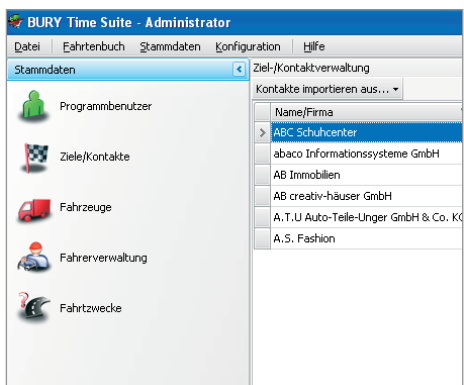 BURY Time Suite - Administrator
Datei Fahrtenbuch Stammdaten Konfiguration Hilfe
Stammdaten
Programmbenutzer
Ziele/Kontakte
Fahrzeuge
Fahrerverwaltung
Fahrtzwecke
Ziel-/Kontaktverwaltung
Kontakte importieren aus...
Name/Firma
ABC Schuhcenter
abaco Informationssysteme GmbH
AB Immobilien
AB creativ-häuser GmbH
A.T.U Auto-Teile-Unger GmbH & Co. KG
A.S. Fashion